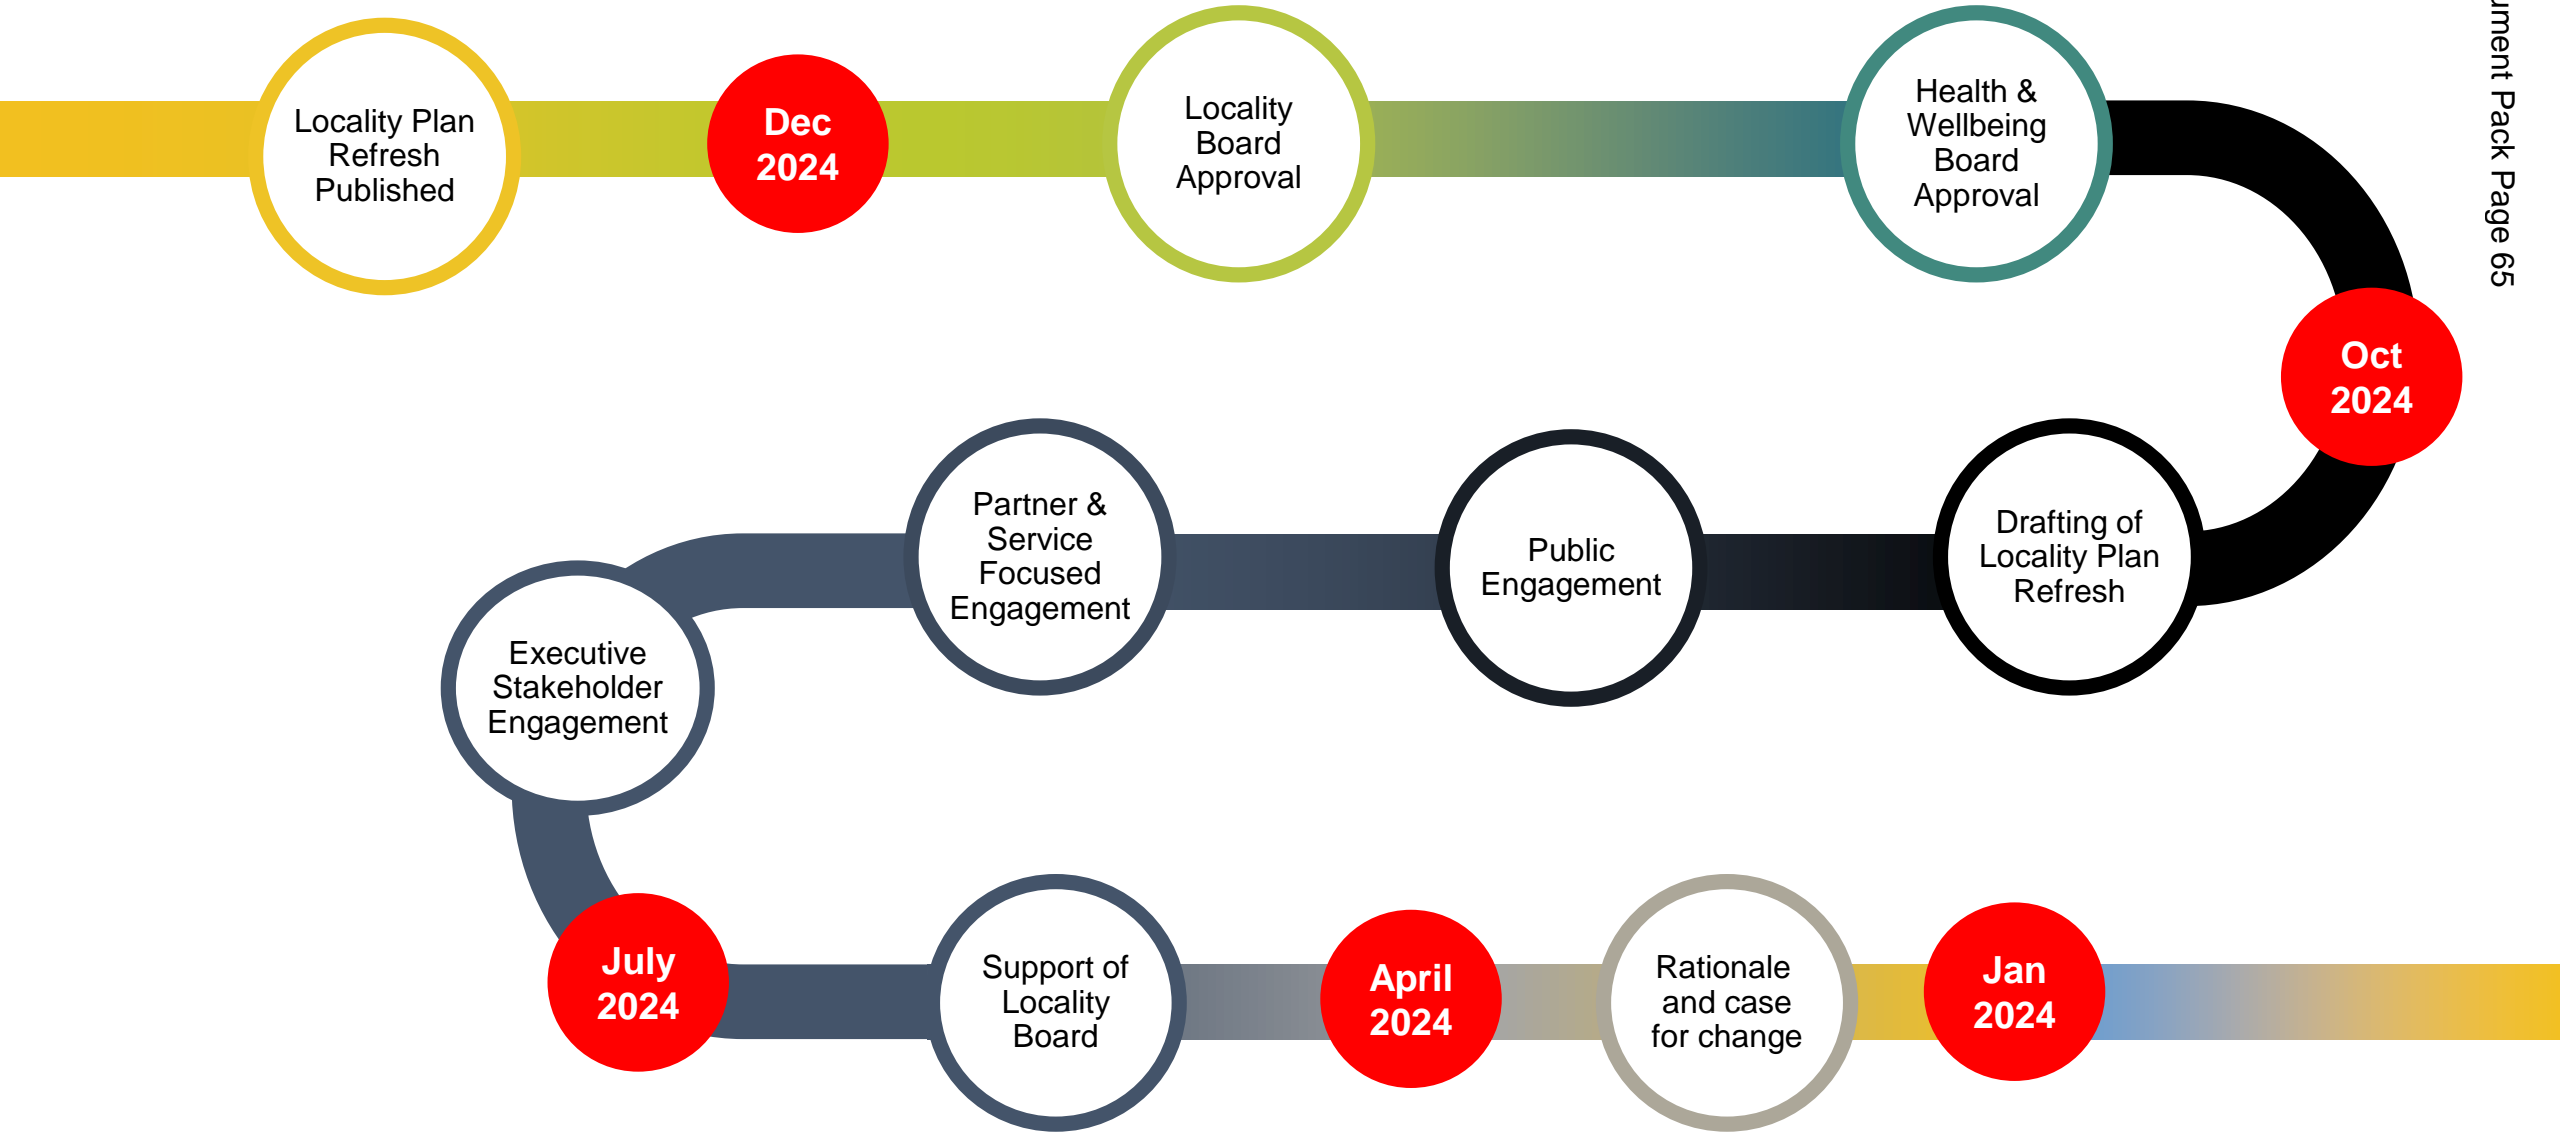 Locality Plan
Refresh
Published
Dec
2024
Locality
Board
Approval
Health &
Wellbeing
Board
Approval
Oct
2024
Partner &
Service
Focused
Engagement
Public
Engagement
Drafting of
Locality Plan
Refresh
Executive
Stakeholder
Engagement
July
2024
Support of
Locality
Board
April
2024
Rationale
and case
for change
Jan
2024
Pack Page 65